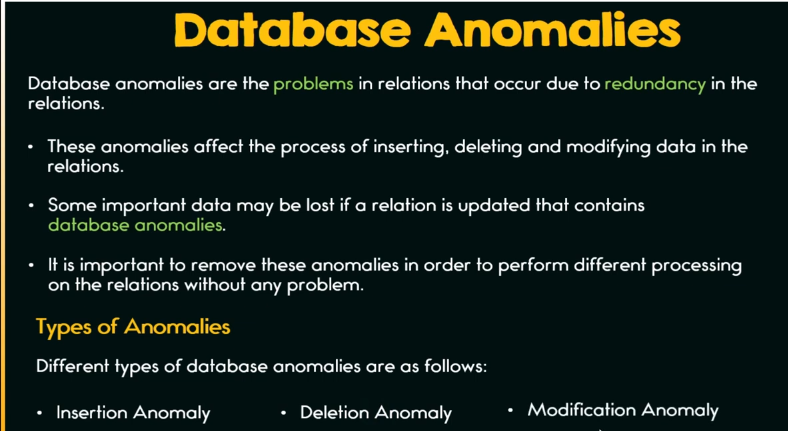 Database Anomalies
Database anomalies are the problems in relations that occur due to redundancy in the
relations.
• These anomalies affect the process of inserting, deleting and modifying data in the
relations.
• Some important data may be lost if a relation is updated that contains
database anomalies.
• It is important to remove these anomalies in order to perform different processing
on the relations without any problem.
Types of Anomalies
Different types of database anomalies are as follows:
• Insertion Anomaly • Deletion Anomaly • Modification Anomaly